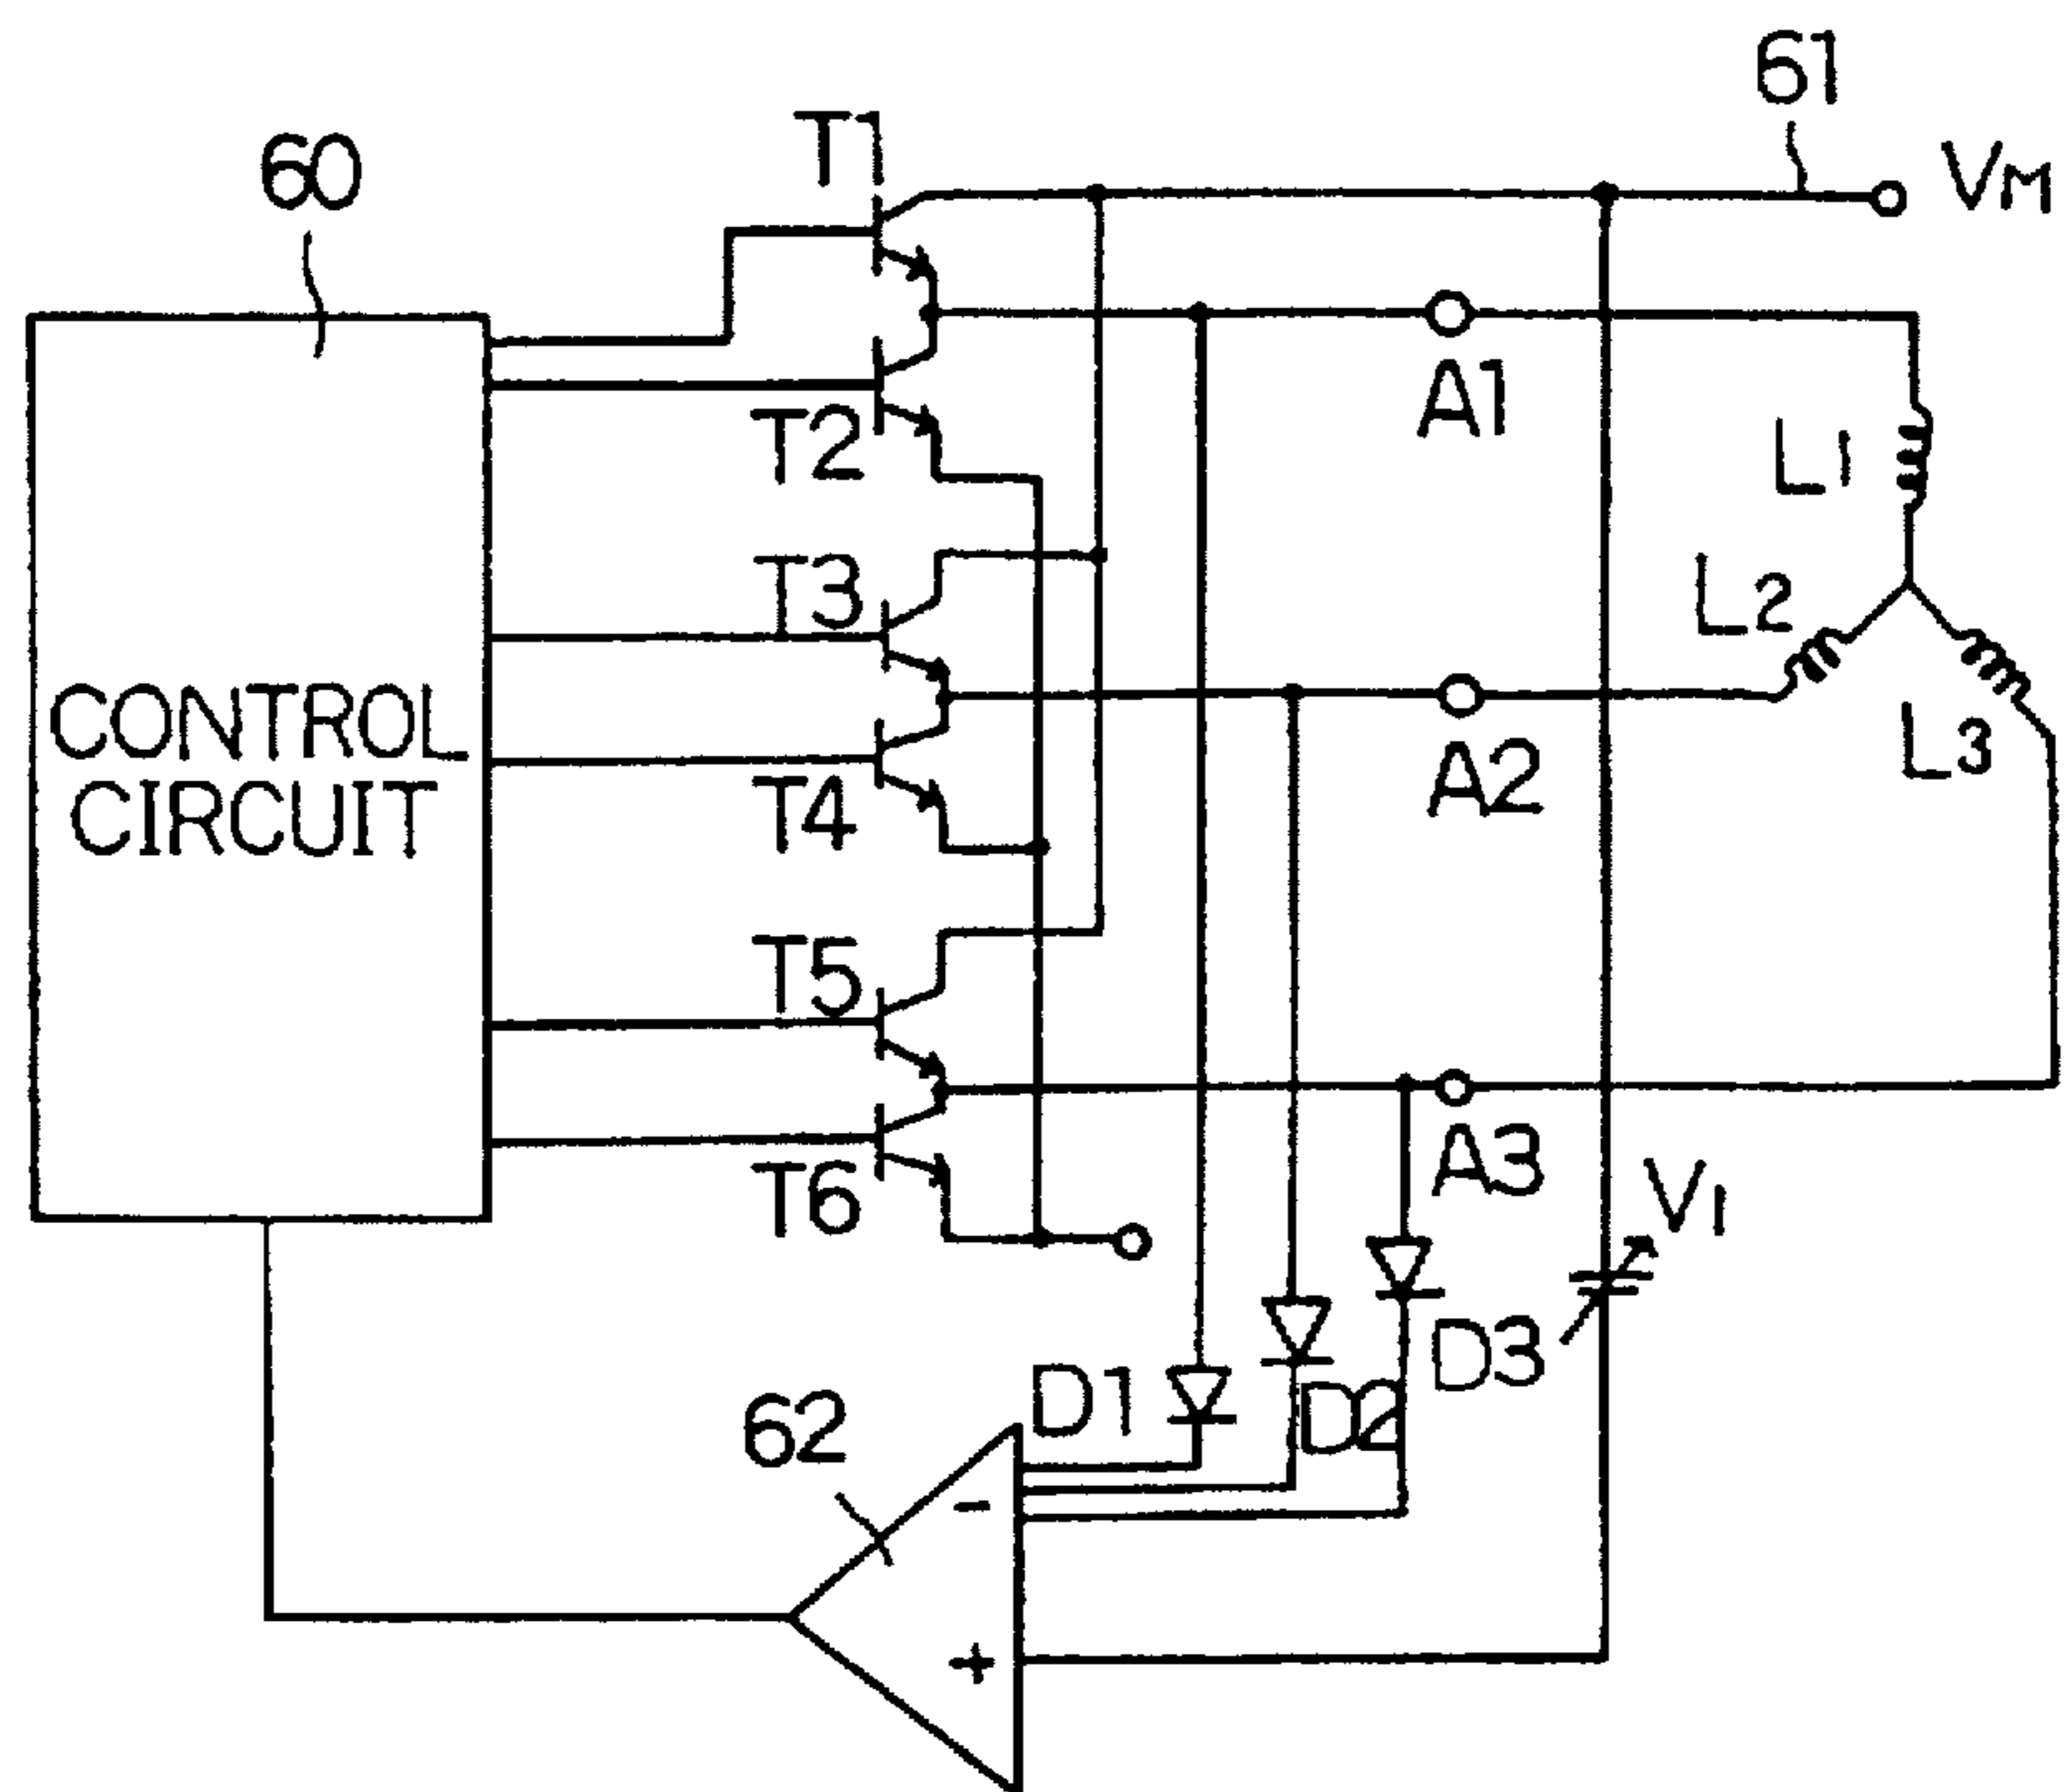 61
60
T1
VM
T2
A1
L1
T3
L2
CONTROL
CIRCUIT
T4
A2
L3
T5
T6
A3
V1
D1
D2
D3
62
-
+